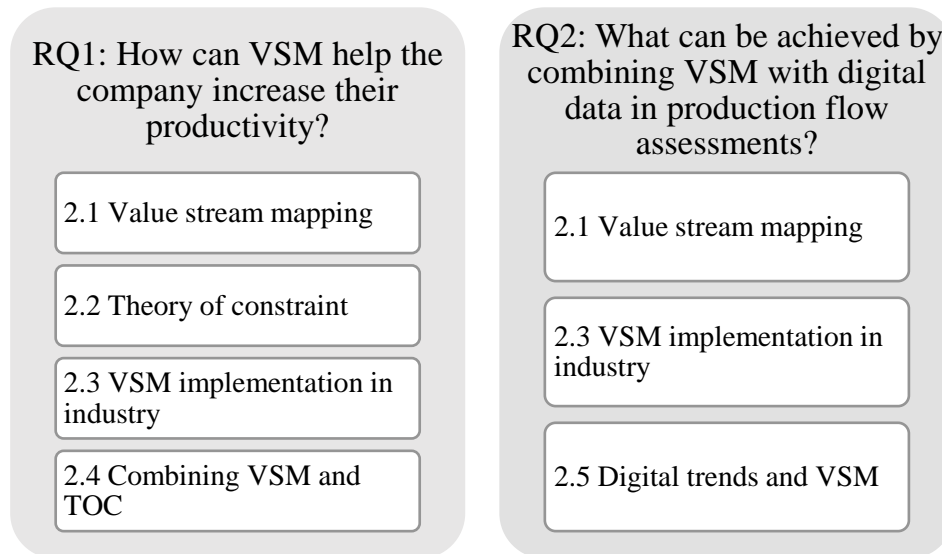 RQ1: How can VSM help the
company increase their
productivity?
2.1 Value stream mapping
2.2 Theory of constraint
2.3 VSM implementation in
industry
2.4 Combining VSM and
TOC
RQ2: What can be achieved by
combining VSM with digital
data in production flow
assessments?
2.1 Value stream mapping
2.3 VSM implementation in
industry
2.5 Digital trends and VSM